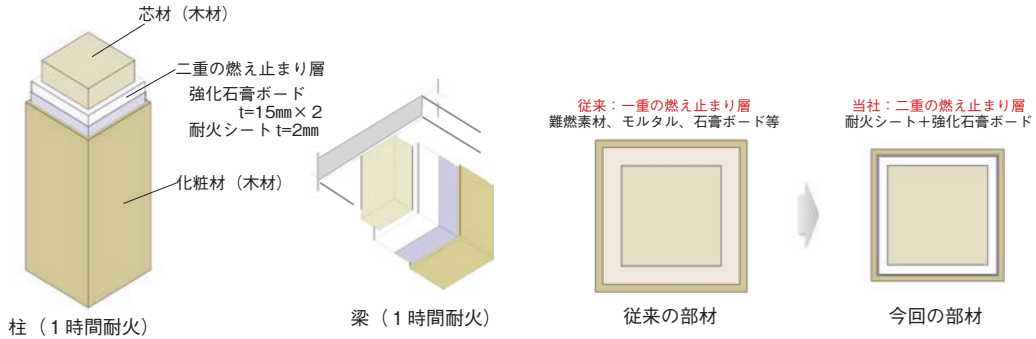 芯材（木材）
二重の燃え止まり層
強化石膏ボード
t=15㎜×2
耐火シート t=2㎜
化粧材（木材）
柱（1時間耐火）
梁（1時間耐火）
従来：一重の燃え止まり層
難燃素材、モルタル、石膏ボード等
従来の部材
当社：二重の燃え止まり層
耐火シート＋強化石膏ボード
今回の部材